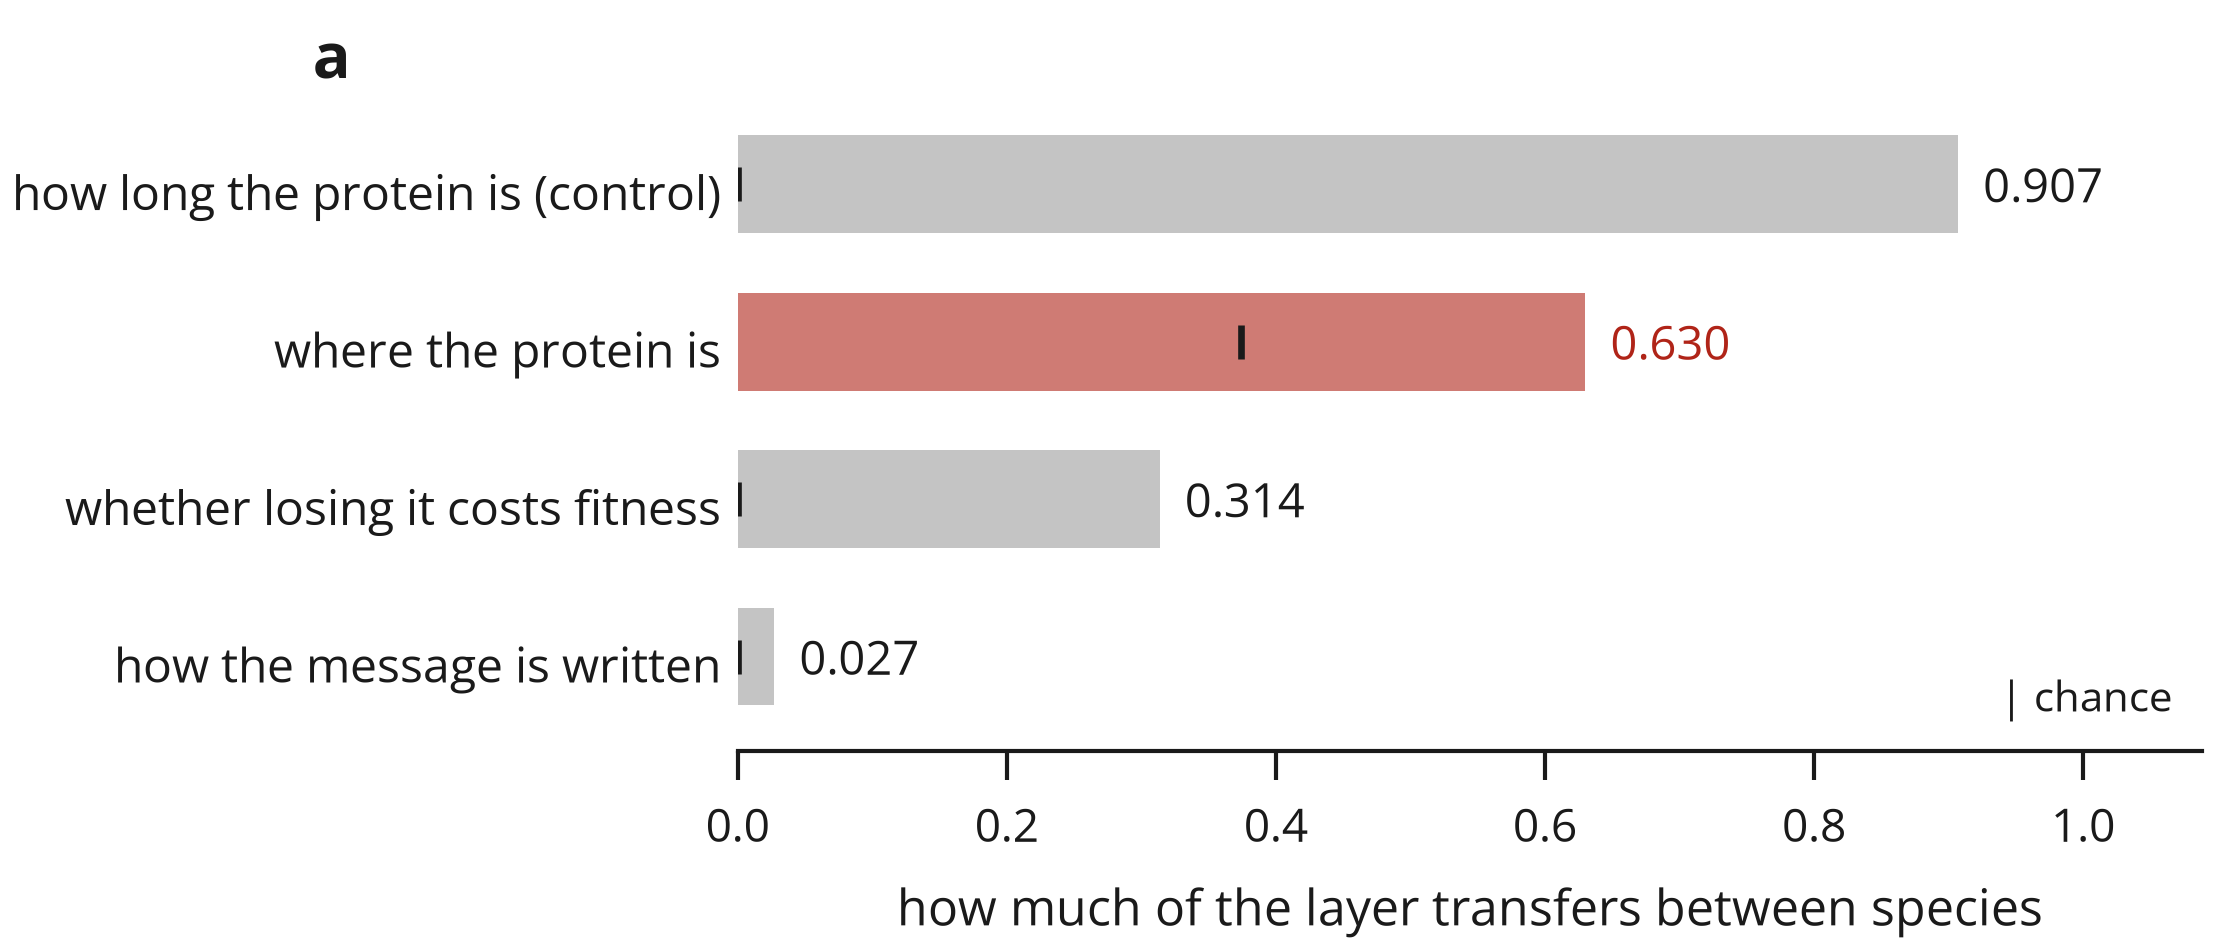 a
how long the protein is (control)
0.907
where the protein is
0.630
whether losing it costs fitness
0.314
how the message is written
0.027
| chance
0.0 0.2 0.4 0.6 0.8 1.0
how much of the layer transfers between species